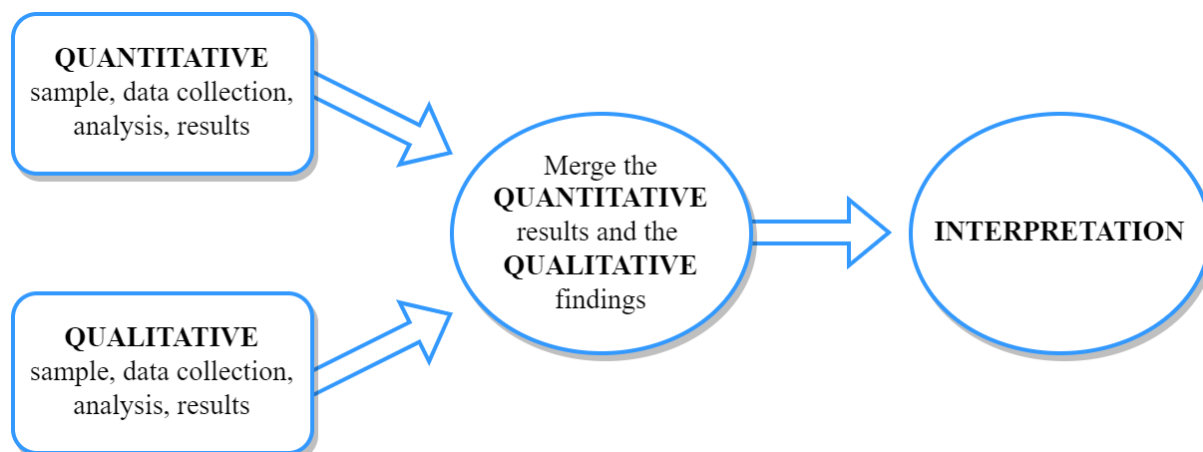 QUANTITATIVE
sample, data collection,
analysis, results
QUALITATIVE
sample, data collection,
analysis, results
Merge the
QUANTITATIVE
results and the
QUALITATIVE
findings
INTERPRETATION